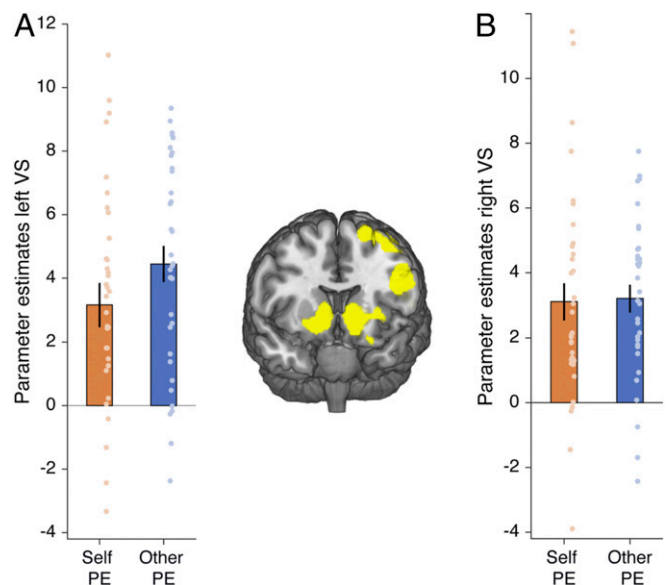 A
Parameter estimates left VS
12
10
8
6
4
2
0
-2
-4
Self PE
Other PE
B
Parameter estimates right VS
10
8
6
4
2
0
-2
-4
Self PE
Other PE